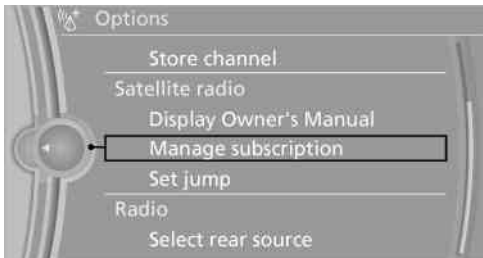 Options
Store channel
Satellite radio
Display Owner's Manual
Manage subscription
Set jump
Radio
Select rear source